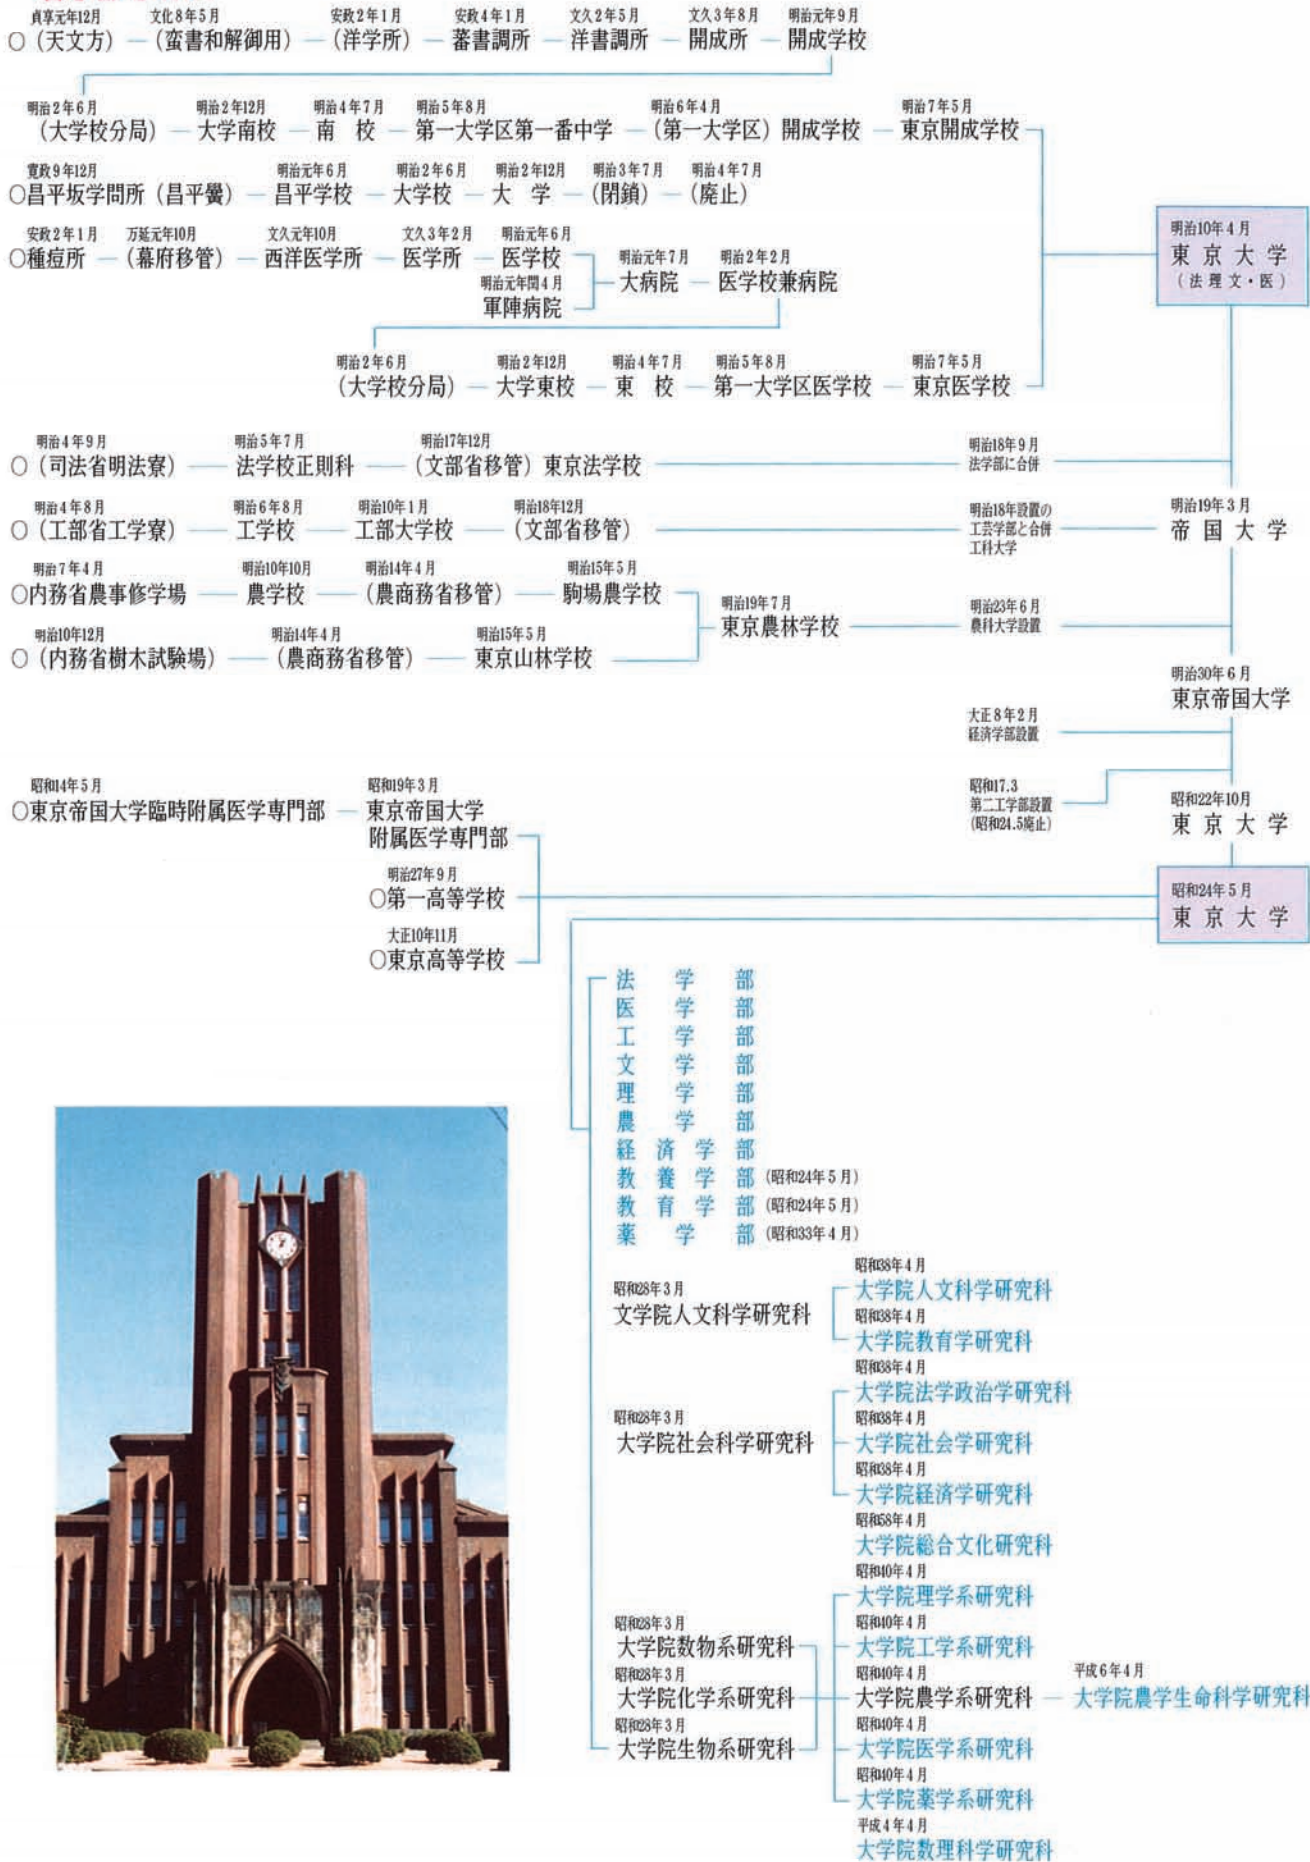 貞享元年12月 文化8年5月 安政2年1月 安政4年1月 文久2年5月 文久3年8月 明治元年9月
○（天文方）―（蛮書和解御用）―（洋学所）― 蕃書調所 ― 洋書調所 ― 開成所 ― 開成学校
明治2年6月 明治2年12月 明治4年7月 明治5年8月 明治6年4月 明治7年5月
（大学校分局）― 大学南校 ― 南 校 ― 第一大学区第一番中学 ―（第一大学区）開成学校 ― 東京開成学校
寛政9年12月 明治元年6月 明治2年6月 明治2年12月 明治3年7月 明治4年7月
○昌平坂学問所（昌平黌）― 昌平学校 ― 大学校 ― 大 学 ―（閉鎖）―（廃止）
明治10年4月
東京大学
（法理文・医）
安政2年1月 万延元年10月 文久元年10月 文久3年2月 明治元年6月
○種痘所 ―（幕府移管）― 西洋医学所 ― 医学所 ― 医学校
明治元年閏4月
軍陣病院
明治元年7月 明治2年2月
大病院 ― 医学校兼病院
明治2年6月 明治2年12月 明治4年7月 明治5年8月 明治7年5月
（大学校分局）― 大学東校 ― 東 校 ― 第一大学区医学校 ― 東京医学校
明治4年9月 明治5年7月 明治17年12月 明治18年9月
○（司法省明法寮）― 法学校正則科 ―（文部省移管）東京法学校 ― 法学部に合併
明治4年8月 明治6年8月 明治10年1月 明治18年12月
○（工部省工学寮）― 工学校 ― 工部大学校 ―（文部省移管）
明治18年設置の
工芸学部と合併
工科大学
明治19年3月
帝国大学
明治7年4月 明治10年10月 明治14年4月 明治15年5月
○内務省農事修学場 ― 農学校 ―（農商務省移管）― 駒場農学校
明治19年7月 明治23年6月
東京農林学校 ― 農科大学設置
明治10年12月 明治14年4月 明治15年5月
○（内務省樹木試験場）―（農商務省移管）― 東京山林学校
明治30年6月
東京帝国大学
大正8年2月
経済学部設置
昭和17.3
第二工学部設置
(昭和24.5廃止)
昭和22年10月
東京大学
昭和14年5月 昭和19年3月
○東京帝国大学臨時附属医学専門部 ― 東京帝国大学
附属医学専門部
明治27年9月
○第一高等学校
昭和24年5月
東京大学
大正10年11月
○東京高等学校
法学部
医学部
工学部
文学部
理学部
農学部
経済学部
教養学部 (昭和24年5月)
教育学部 (昭和24年5月)
薬学部 (昭和33年4月)
昭和28年3月
文学院人文科学研究科
昭和38年4月
大学院人文科学研究科
昭和38年4月
大学院教育学研究科
昭和28年3月
大学院社会科学研究科
昭和38年4月
大学院法学政治学研究科
昭和38年4月
大学院社会学研究科
昭和38年4月
大学院経済学研究科
昭和58年4月
大学院総合文化研究科
昭和28年3月
大学院数物系研究科
昭和28年3月
大学院化学系研究科
昭和28年3月
大学院生物系研究科
昭和40年4月
大学院理学系研究科
昭和40年4月
大学院工学系研究科
昭和40年4月 平成6年4月
大学院農学系研究科 ― 大学院農学生命科学研究科
昭和40年4月
大学院医学系研究科
昭和40年4月
大学院薬学系研究科
平成4年4月
大学院数理科学研究科